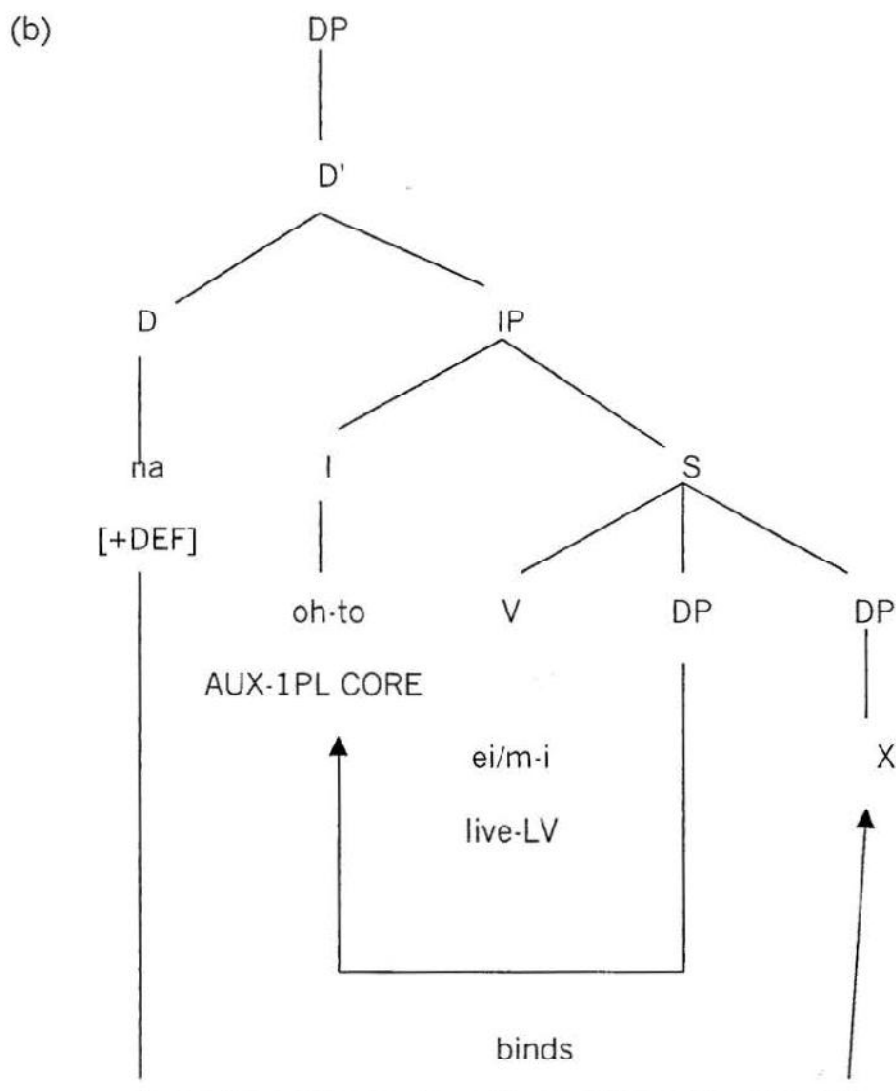 (b) DP
D'
D IP
na I S
[+DEF]
oh-to V DP DP
AUX-1PL CORE
ei/m-i X
live-LV
binds